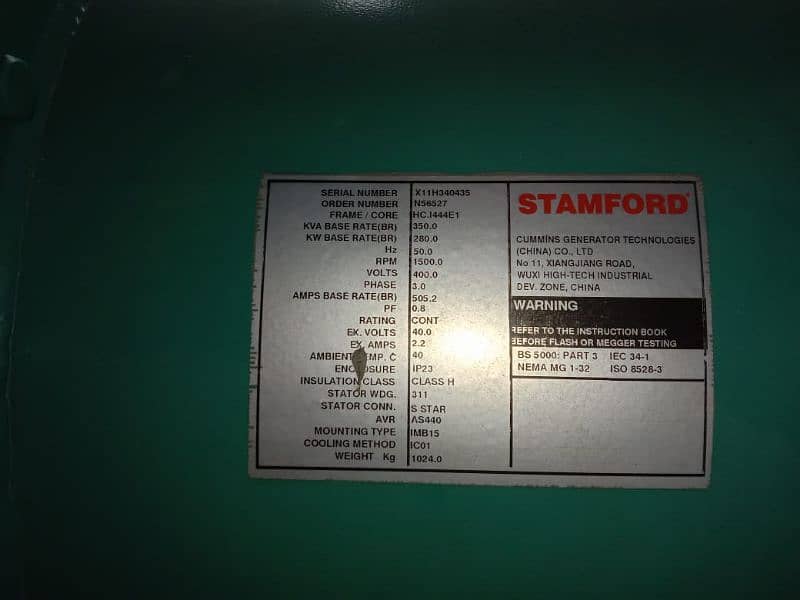 SERIAL NUMBER X11H340435
ORDER NUMBER N56527
FRAME / CORE HC.I444E1
KVA BASE RATE(BR) 350.0
KW BASE RATE(BR) 280.0
Hz 50.0
RPM 1500.0
VOLTS 400.0
PHASE 3.0
AMPS BASE RATE(BR) 505.2
PF 0.8
RATING CONT
EX. VOLTS 40.0
EX. AMPS 2.2
AMBIENT TEMP. C 40
ENCLOSURE IP23
INSULATION CLASS CLASS H
STATOR WDG. 311
STATOR CONN. S STAR
AVR AS440
MOUNTING TYPE IMB15
COOLING METHOD IC01
WEIGHT Kg 1024.0
STAMFORD
CUMMINS GENERATOR TECHNOLOGIES
(CHINA) CO., LTD
No 11, XIANGJIANG ROAD,
WUXI HIGH-TECH INDUSTRIAL
DEV. ZONE, CHINA
WARNING
REFER TO THE INSTRUCTION BOOK
BEFORE FLASH OR MEGGER TESTING
BS 5000: PART 3 IEC 34-1
NEMA MG 1-32 ISO 8528-3